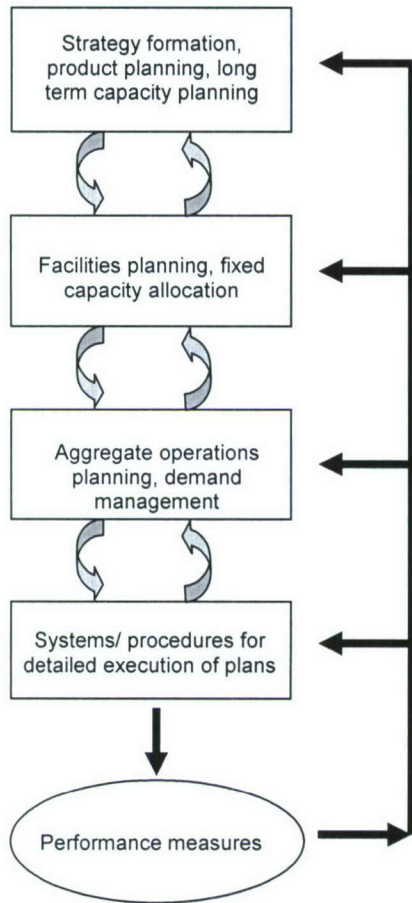 Strategy formation,
product planning, long
term capacity planning
Facilities planning, fixed
capacity allocation
Aggregate operations
planning, demand
management
Systems/ procedures for
detailed execution of plans
Performance measures